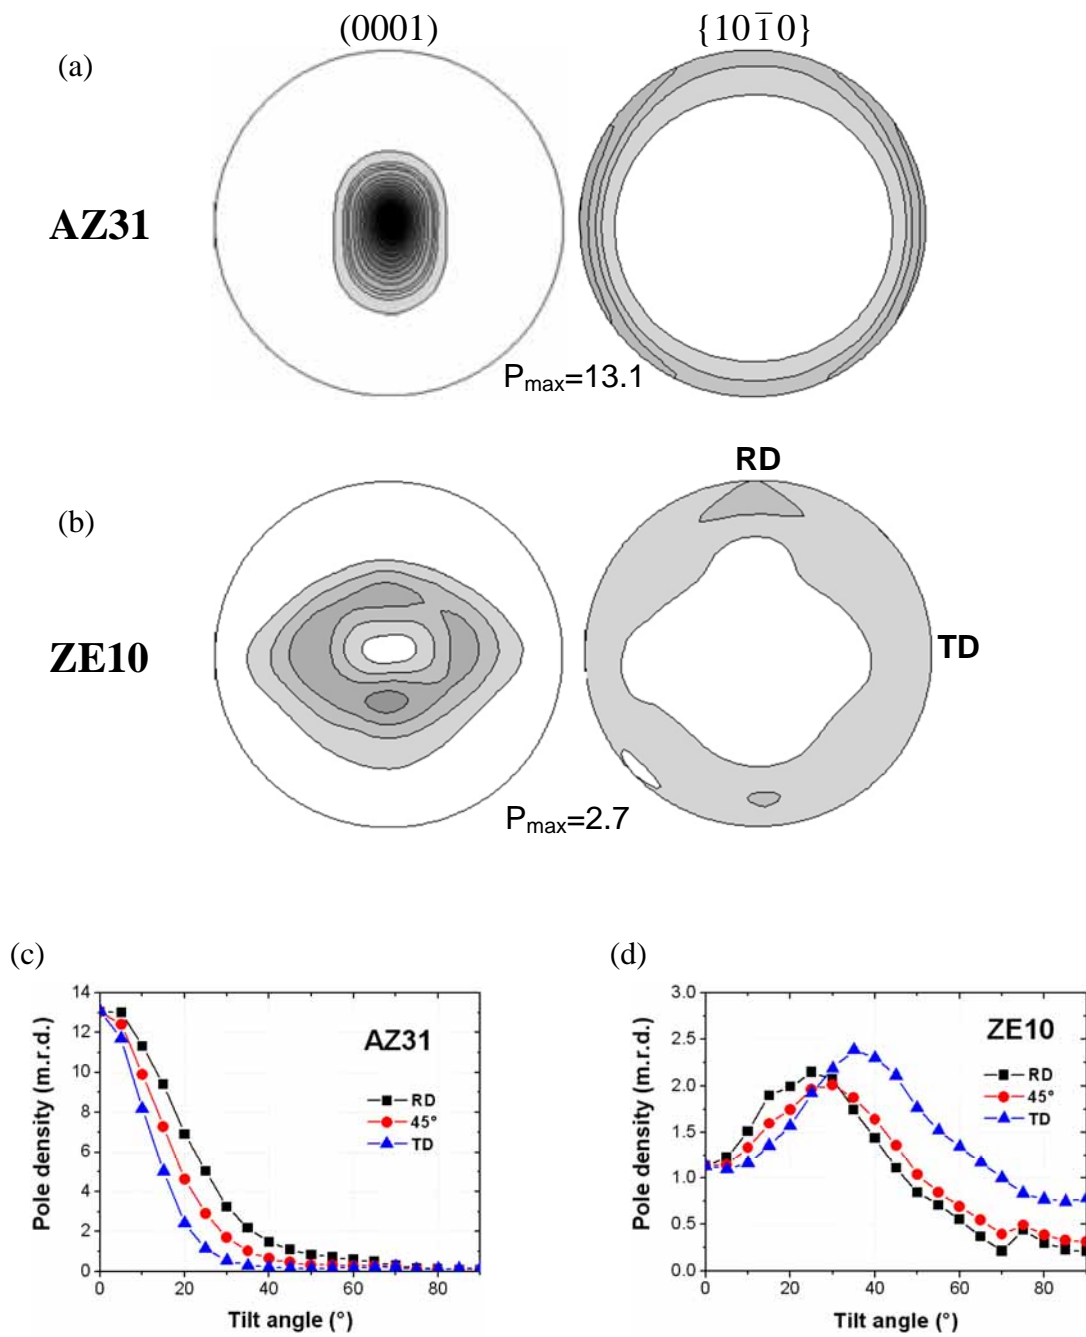 (0001) {101̅0}
(a)
AZ31
P_max=13.1
RD
(b)
ZE10
TD
P_max=2.7
(c) (d)
14
12
10
8
6
4
2
0
0 20 40 60 80
Pole density (m.r.d.)
Tilt angle (°)
AZ31
RD
45°
TD
3.0
2.5
2.0
1.5
1.0
0.5
0.0
0 20 40 60 80
Pole density (m.r.d.)
Tilt angle (°)
ZE10
RD
45°
TD